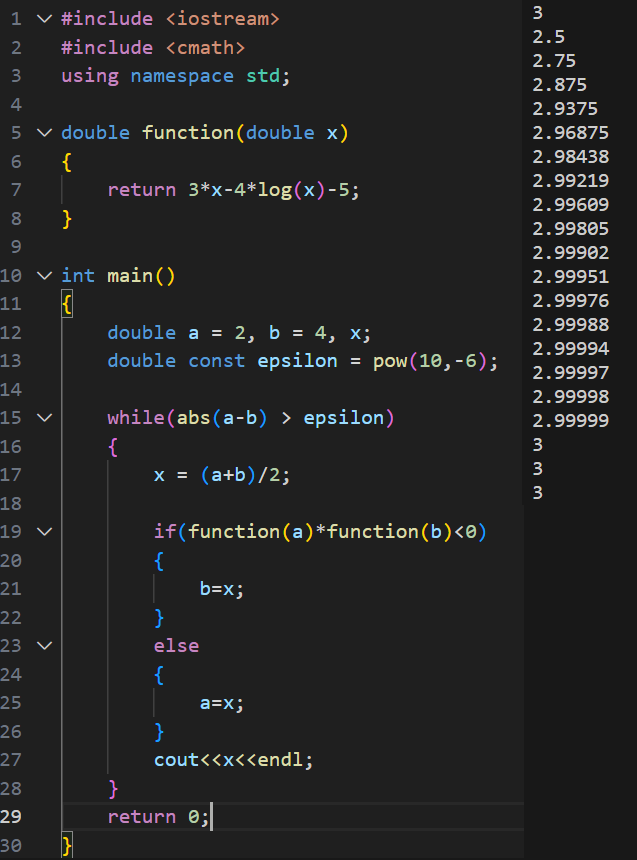 1 #include <iostream>
2 #include <cmath>
3 using namespace std;
4
5 double function(double x)
6 {
7     return 3*x-4*log(x)-5;
8 }
9
10 int main()
11 {
12     double a = 2, b = 4, x;
13     double const epsilon = pow(10,-6);
14
15     while(abs(a-b) > epsilon)
16     {
17         x = (a+b)/2;
18
19         if(function(a)*function(b)<0)
20         {
21             b=x;
22         }
23         else
24         {
25             a=x;
26         }
27         cout<<x<<endl;
28     }
29     return 0;
30 }
3
2.5
2.75
2.875
2.9375
2.96875
2.98438
2.99219
2.99609
2.99805
2.99902
2.99951
2.99976
2.99988
2.99994
2.99997
2.99998
2.99999
3
3
3